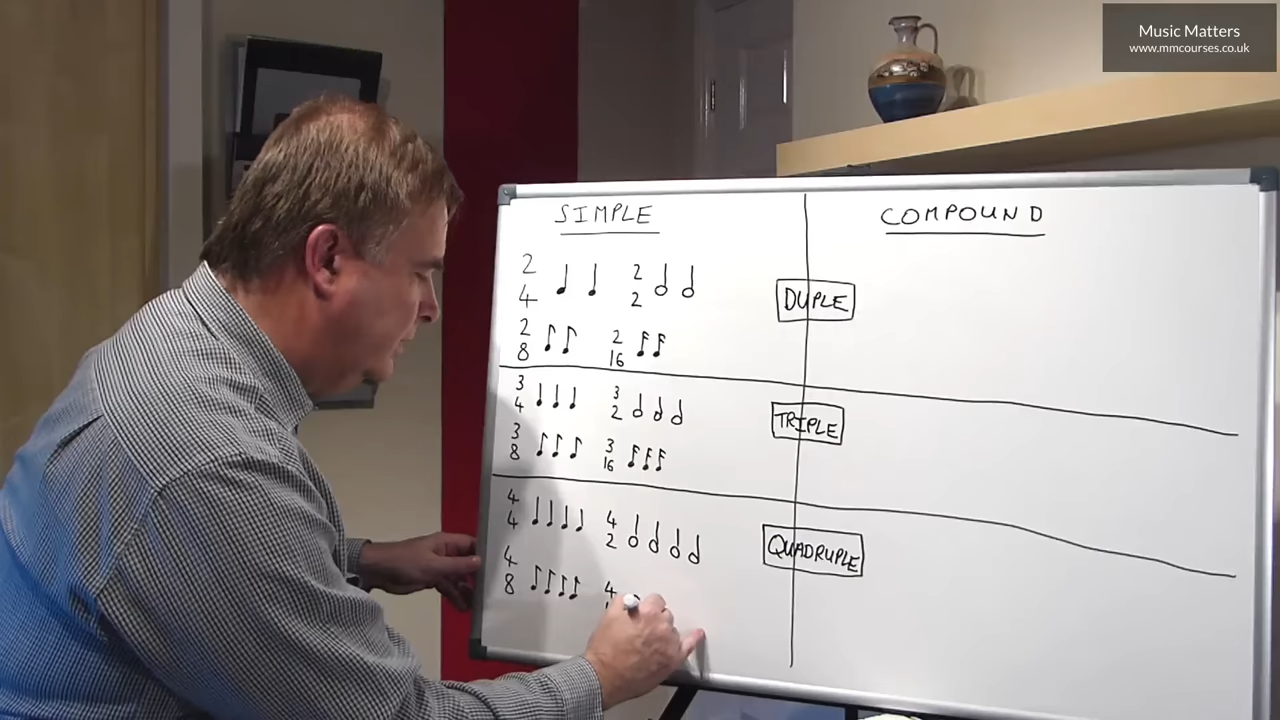 Music Matters
www.mmcourses.co.uk
SIMPLE
COMPOUND
2 2
4 2
DUPLE
2 2
8 16
3 3
4 2
TRIPLE
3 3
8 16
4 4
4 2
QUADRUPLE
4 4
8